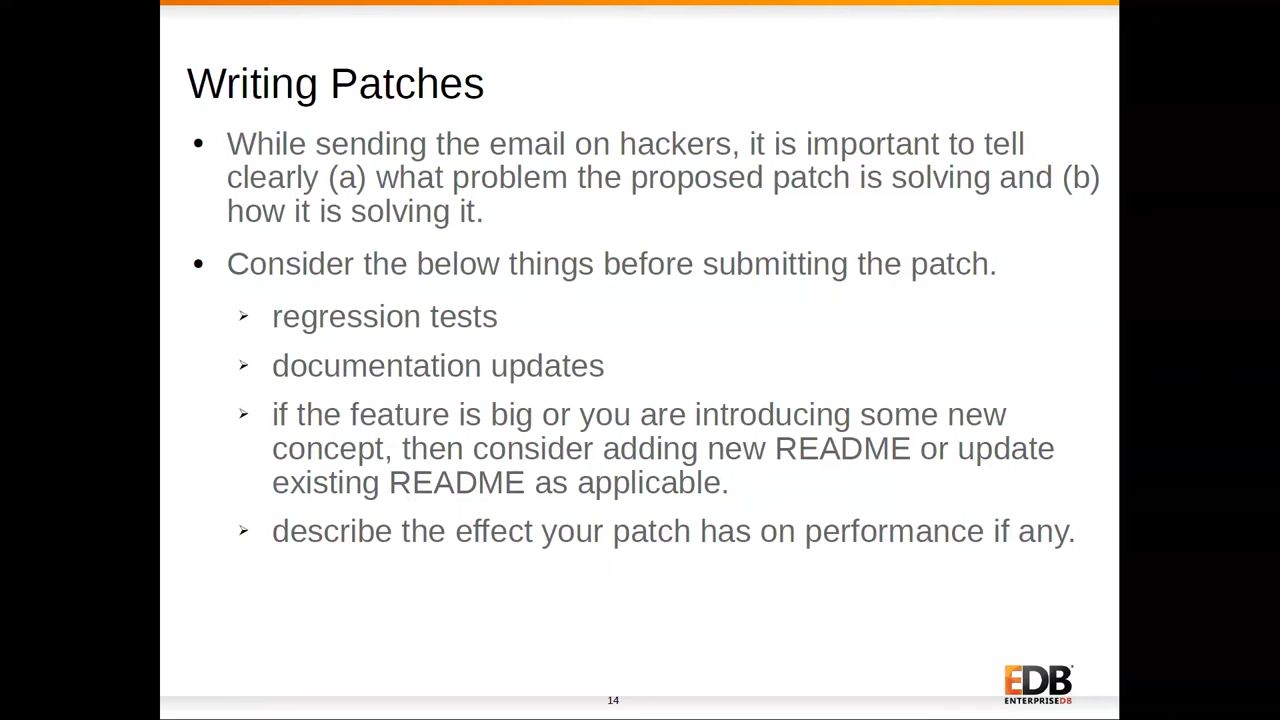 Writing Patches
• While sending the email on hackers, it is important to tell
clearly (a) what problem the proposed patch is solving and (b)
how it is solving it.
• Consider the below things before submitting the patch.
➢ regression tests
➢ documentation updates
➢ if the feature is big or you are introducing some new
concept, then consider adding new README or update
existing README as applicable.
➢ describe the effect your patch has on performance if any.
EDB
ENTERPRISEDB
14